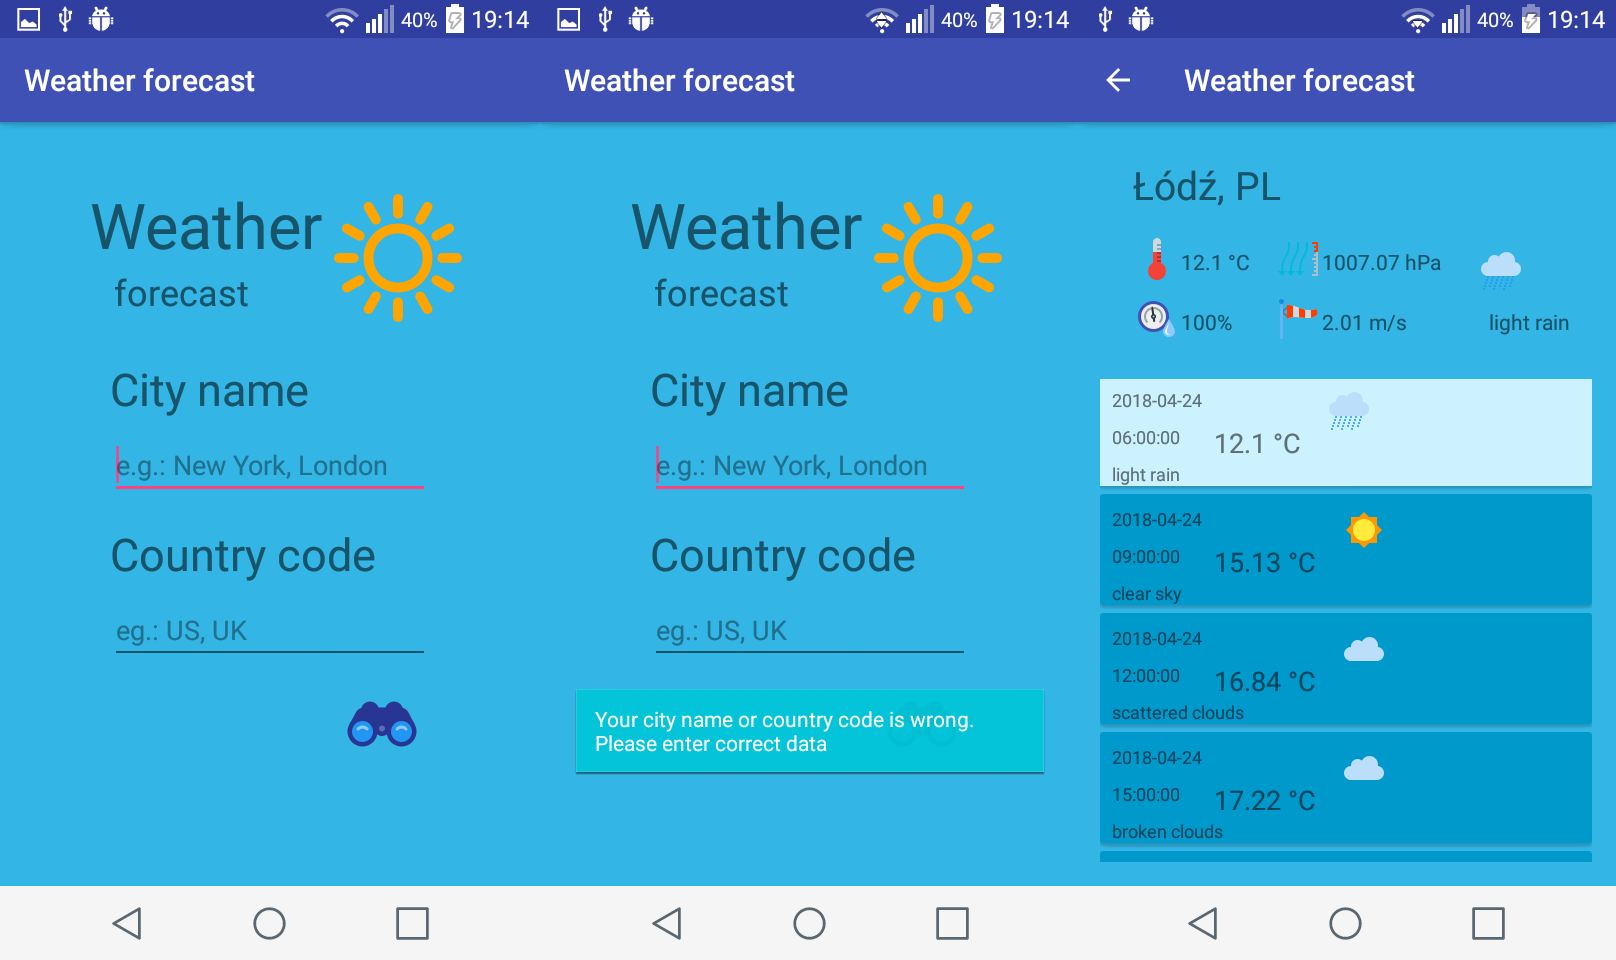 40% 19:14
Weather forecast
Weather
forecast
City name
e.g.: New York, London
Country code
eg.: US, UK
40% 19:14
Weather forecast
Weather
forecast
City name
e.g.: New York, London
Country code
eg.: US, UK
Your city name or country code is wrong.
Please enter correct data
40% 19:14
Weather forecast
Łódź, PL
12.1 °C 1007.07 hPa
100% 2.01 m/s light rain
2018-04-24
06:00:00 12.1 °C
light rain
2018-04-24
09:00:00 15.13 °C
clear sky
2018-04-24
12:00:00 16.84 °C
scattered clouds
2018-04-24
15:00:00 17.22 °C
broken clouds